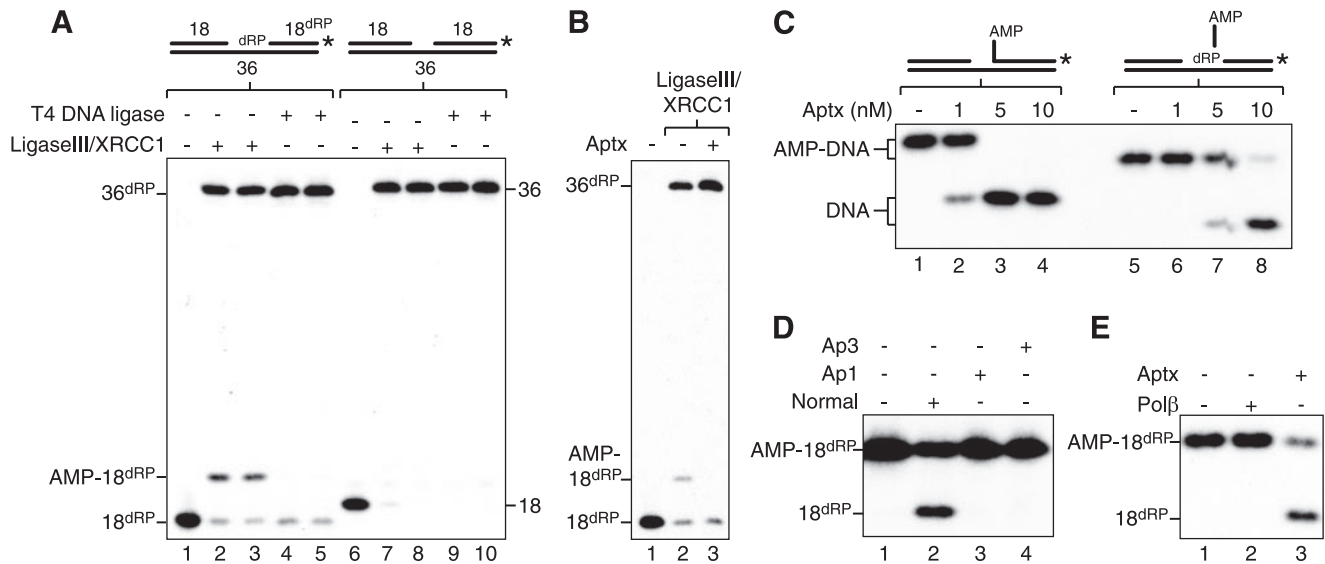 A
18 dRP 18dRP *
36
18 18 *
36
T4 DNA ligase - - - + + - - - + +
LigaseIII/XRCC1 - + + - - - + + - -
36dRP
36
AMP-18dRP
18dRP
18
1 2 3 4 5 6 7 8 9 10
B
LigaseIII/
XRCC1
Aptx - - +
36dRP
AMP-
18dRP
18dRP
1 2 3
C
AMP
*
AMP
dRP *
Aptx (nM) - 1 5 10 - 1 5 10
AMP-DNA
DNA
1 2 3 4 5 6 7 8
D
Ap3 - - - +
Ap1 - - + -
Normal - + - -
AMP-18dRP
18dRP
1 2 3 4
E
Aptx - - +
Polβ - + -
AMP-18dRP
18dRP
1 2 3